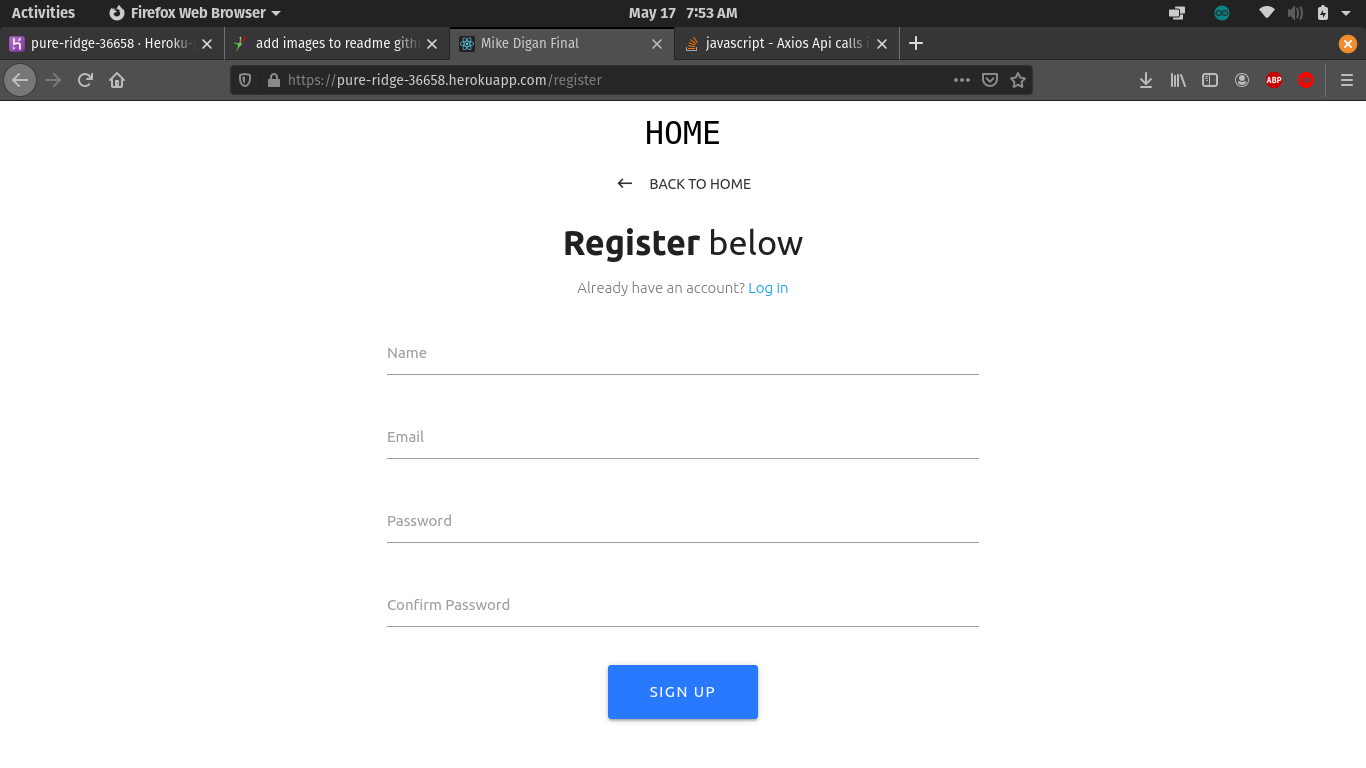 Activities Firefox Web Browser May 17 7:53 AM
pure-ridge-36658 · Heroku- add images to readme gith Mike Digan Final javascript - Axios Api calls
https://pure-ridge-36658.herokuapp.com/register ABP
HOME
BACK TO HOME
Register below
Already have an account? Log in
Name
Email
Password
Confirm Password
SIGN UP